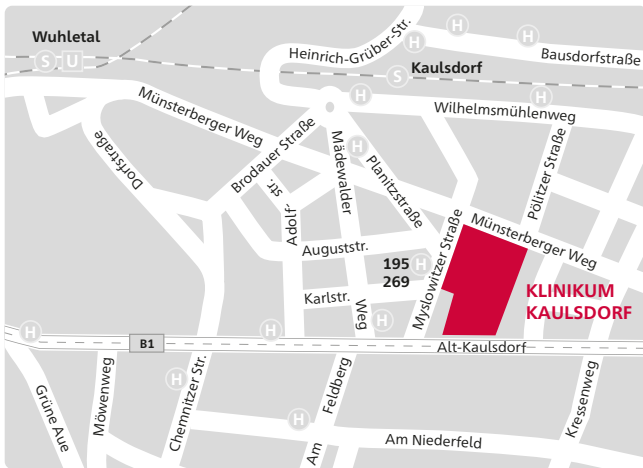 Wuhletal
S U
Heinrich-Grüber-Str.
H
H
H
Bausdorfstraße
S
Kaulsdorf
H
H
Wilhelmsmühlenweg
Münsterberger Weg
Dorfstraße
Brodauer Straße
Adolf-
str.
Mädewalder
Weg
H
Planitzstraße
Pölitzer Straße
Myslowitzer Straße
Münsterberger Weg
Auguststr.
195
269
H
Karlstr.
KLINIKUM
KAULSDORF
H
B1
H
H
Alt-Kaulsdorf
Grüne Aue
Möwenweg
Chemnitzer Str.
H
H
Am
Feldberg
Am Niederfeld
Kressenweg